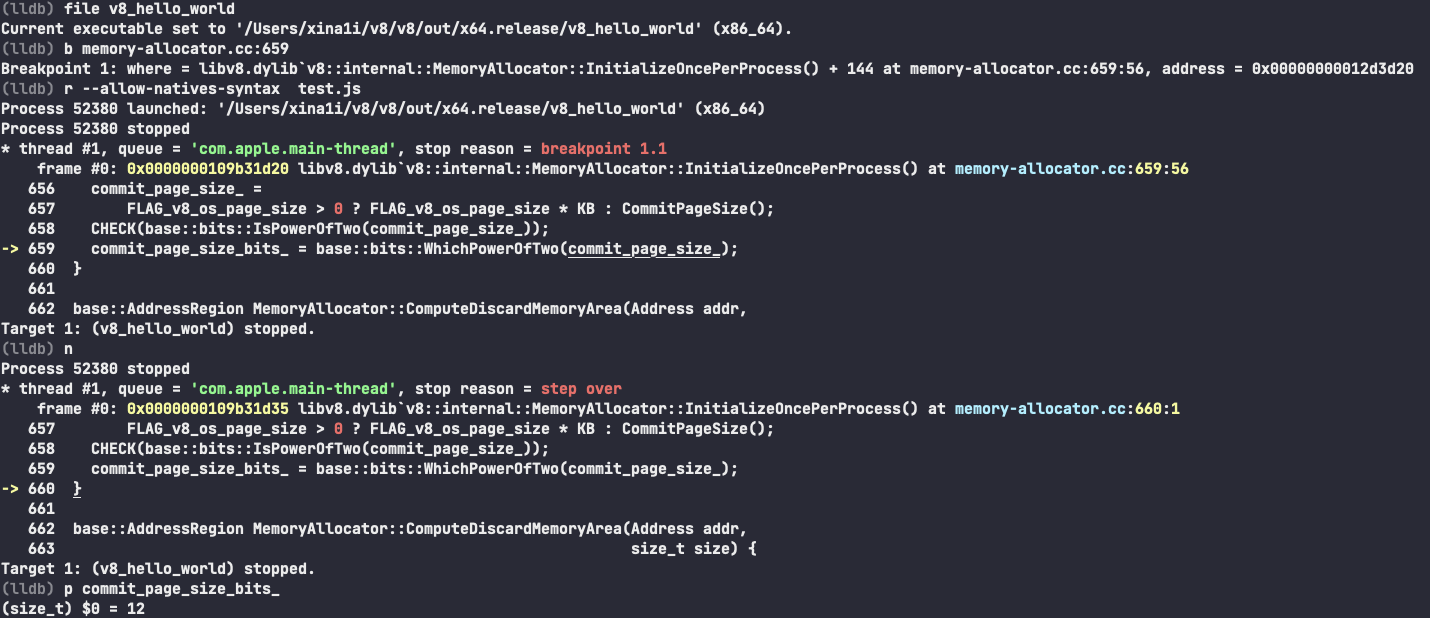 (lldb) file v8_hello_world
Current executable set to '/Users/xina1i/v8/v8/out/x64.release/v8_hello_world' (x86_64).
(lldb) b memory-allocator.cc:659
Breakpoint 1: where = libv8.dylib`v8::internal::MemoryAllocator::InitializeOncePerProcess() + 144 at memory-allocator.cc:659:56, address = 0x00000000012d3d20
(lldb) r --allow-natives-syntax  test.js
Process 52380 launched: '/Users/xina1i/v8/v8/out/x64.release/v8_hello_world' (x86_64)
Process 52380 stopped
* thread #1, queue = 'com.apple.main-thread', stop reason = breakpoint 1.1
    frame #0: 0x0000000109b31d20 libv8.dylib`v8::internal::MemoryAllocator::InitializeOncePerProcess() at memory-allocator.cc:659:56
   656    commit_page_size_ =
   657        FLAG_v8_os_page_size > 0 ? FLAG_v8_os_page_size * KB : CommitPageSize();
   658    CHECK(base::bits::IsPowerOfTwo(commit_page_size_));
-> 659    commit_page_size_bits_ = base::bits::WhichPowerOfTwo(commit_page_size_);
   660  }
   661
   662  base::AddressRegion MemoryAllocator::ComputeDiscardMemoryArea(Address addr,
Target 1: (v8_hello_world) stopped.
(lldb) n
Process 52380 stopped
* thread #1, queue = 'com.apple.main-thread', stop reason = step over
    frame #0: 0x0000000109b31d35 libv8.dylib`v8::internal::MemoryAllocator::InitializeOncePerProcess() at memory-allocator.cc:660:1
   657        FLAG_v8_os_page_size > 0 ? FLAG_v8_os_page_size * KB : CommitPageSize();
   658    CHECK(base::bits::IsPowerOfTwo(commit_page_size_));
   659    commit_page_size_bits_ = base::bits::WhichPowerOfTwo(commit_page_size_);
-> 660  }
   661
   662  base::AddressRegion MemoryAllocator::ComputeDiscardMemoryArea(Address addr,
   663                                                                size_t size) {
Target 1: (v8_hello_world) stopped.
(lldb) p commit_page_size_bits_
(size_t) $0 = 12